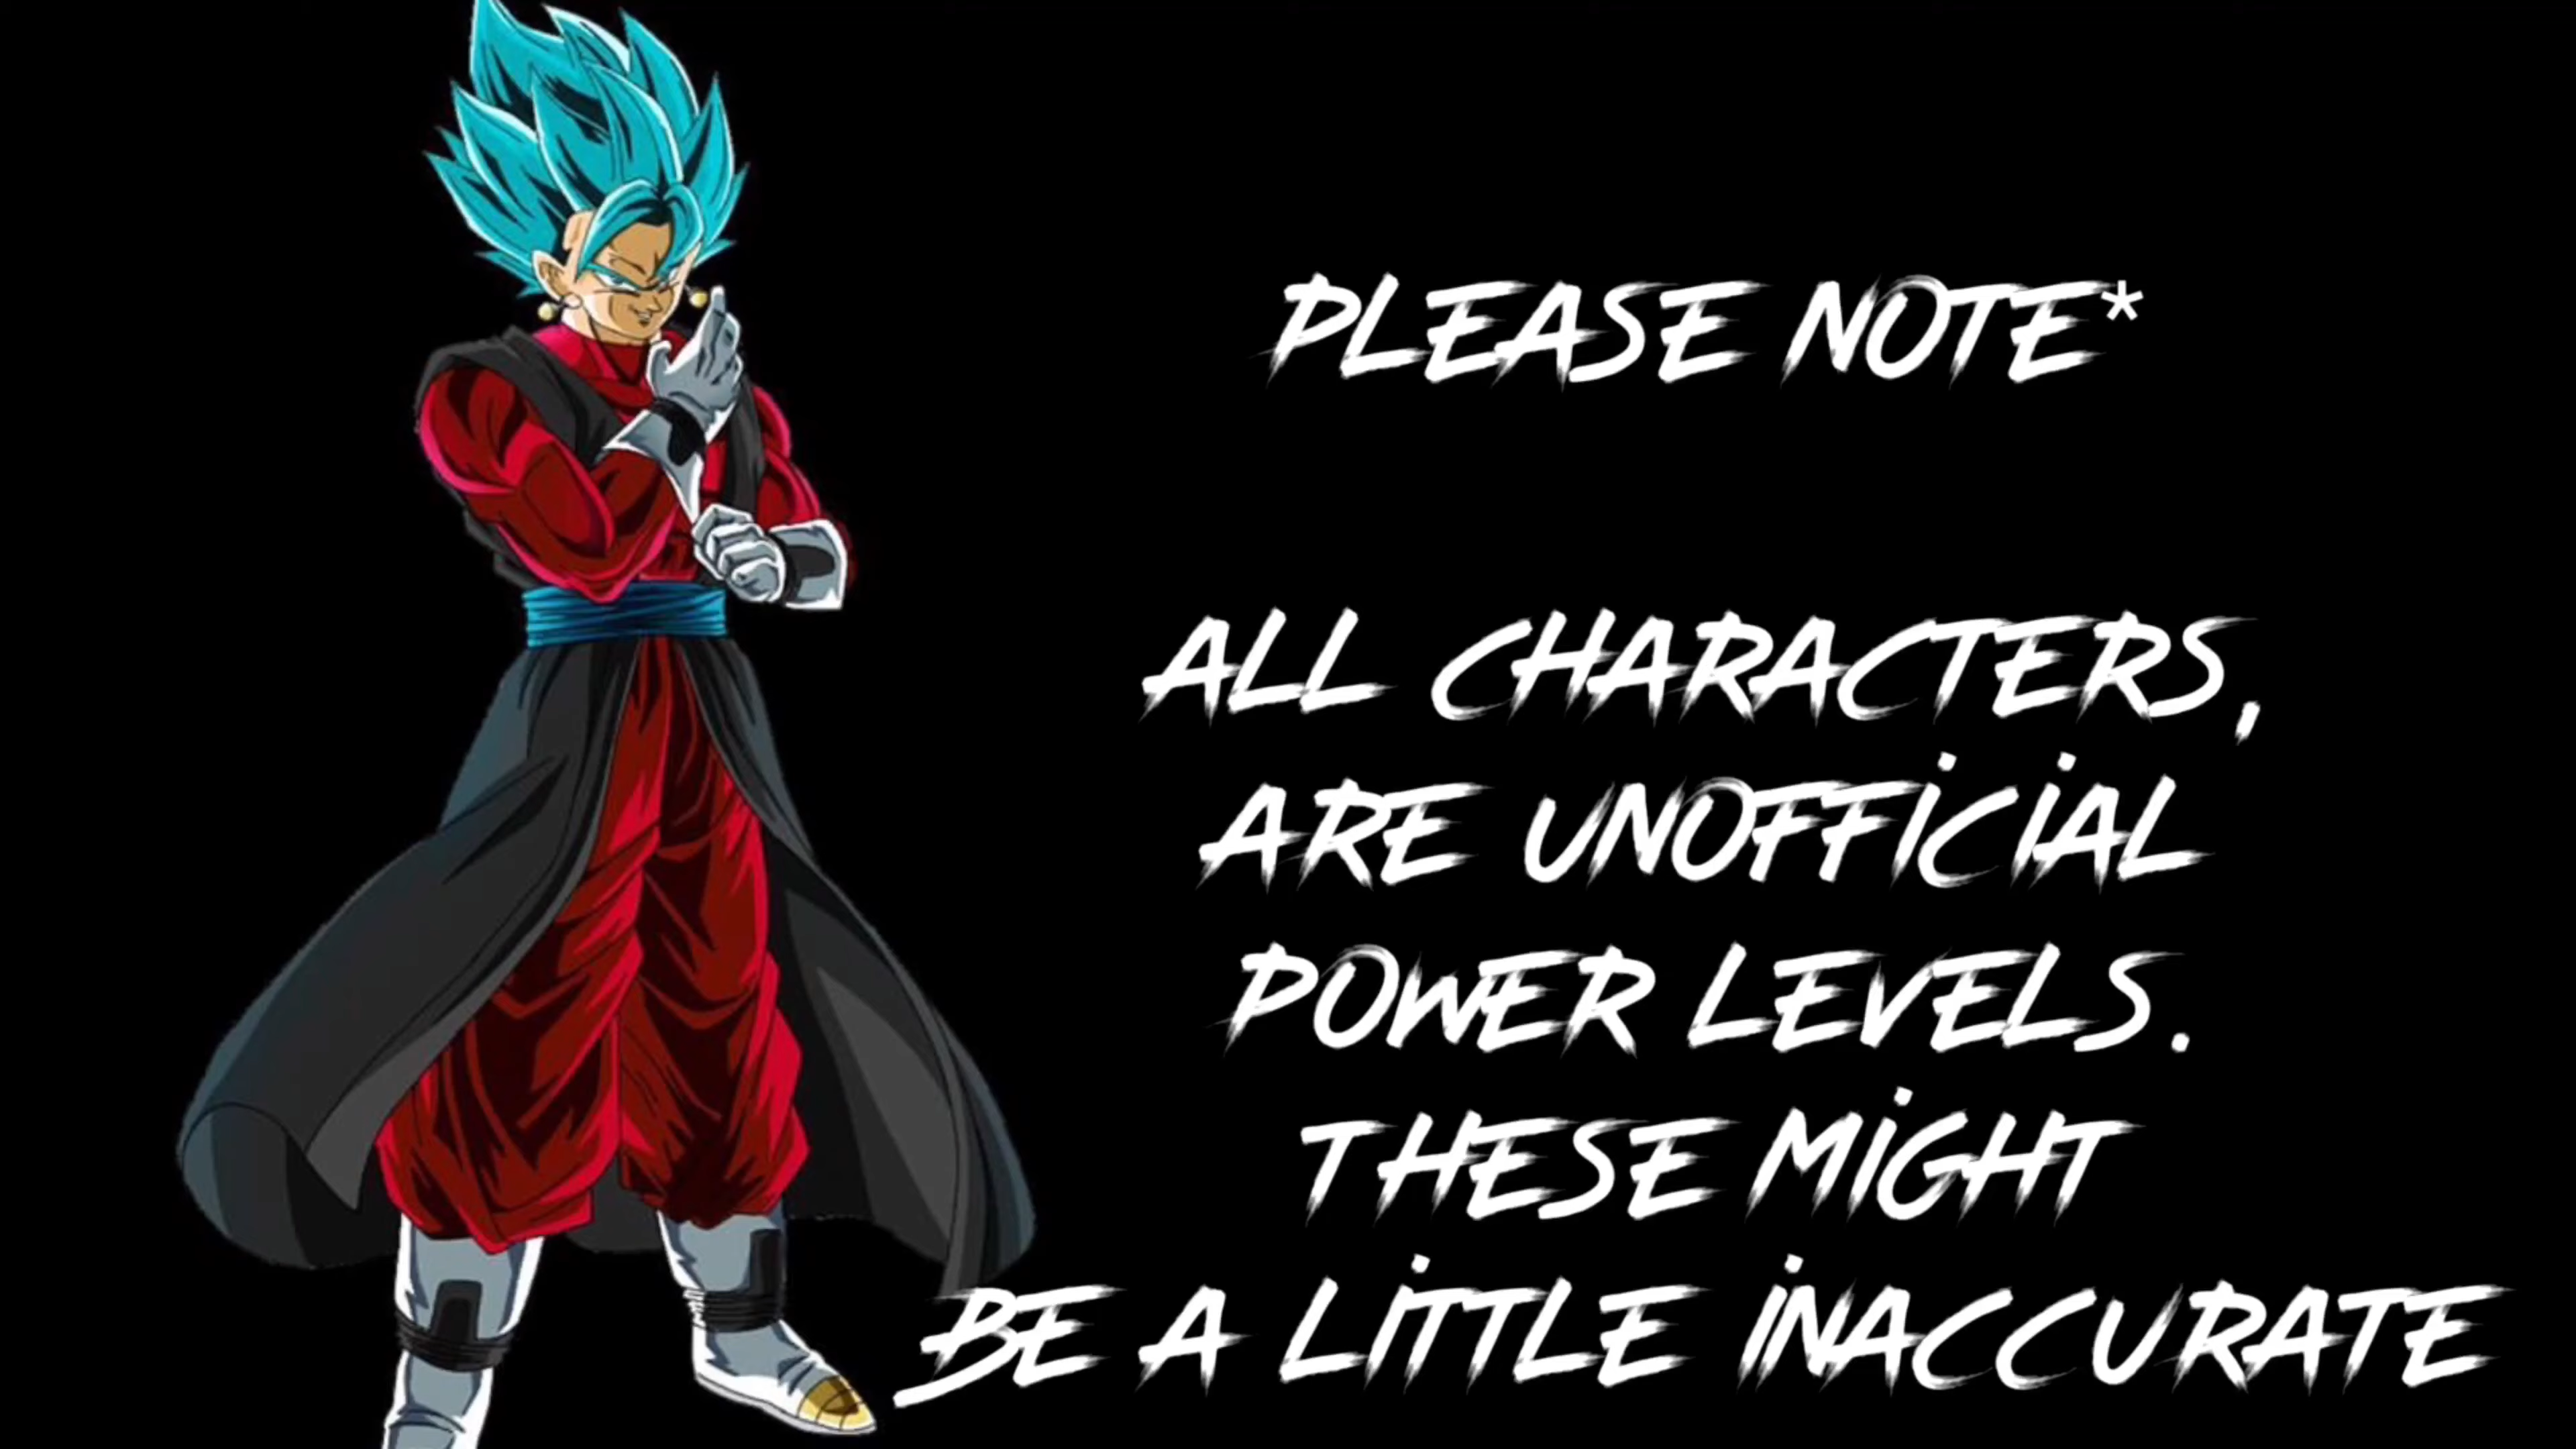 PLEASE NOTE*
ALL CHARACTERS,
ARE UNOFFICIAL
POWER LEVELS.
THESE MIGHT
BE A LITTLE INACCURATE